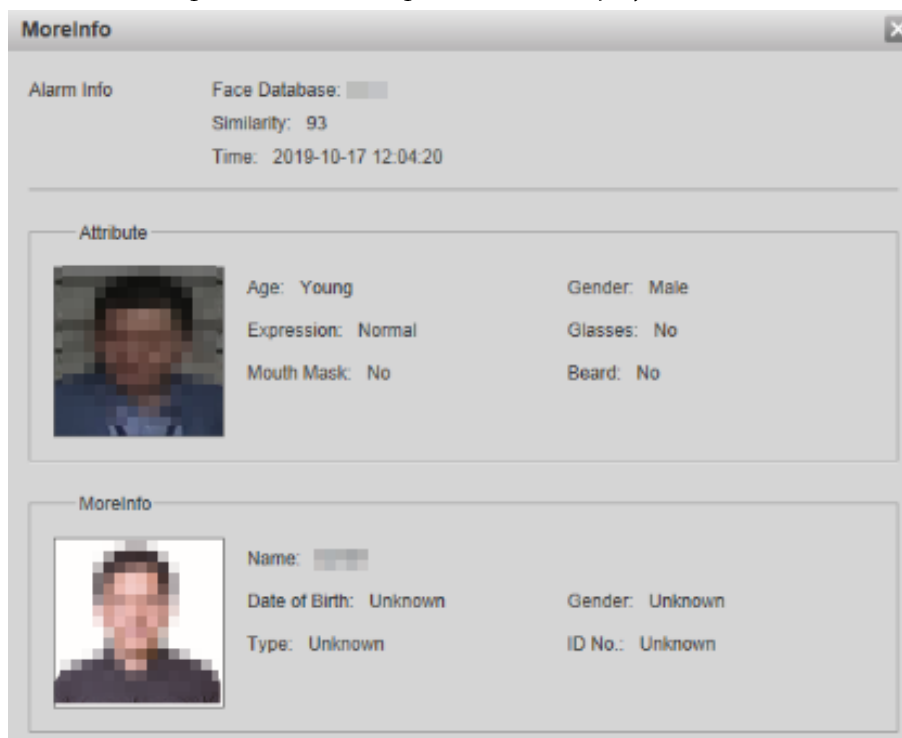 MoreInfo
Alarm Info
Face Database:
Similarity: 93
Time: 2019-10-17 12:04:20
Attribute
Age: Young Gender: Male
Expression: Normal Glasses: No
Mouth Mask: No Beard: No
MoreInfo
Name:
Date of Birth: Unknown Gender: Unknown
Type: Unknown ID No.: Unknown